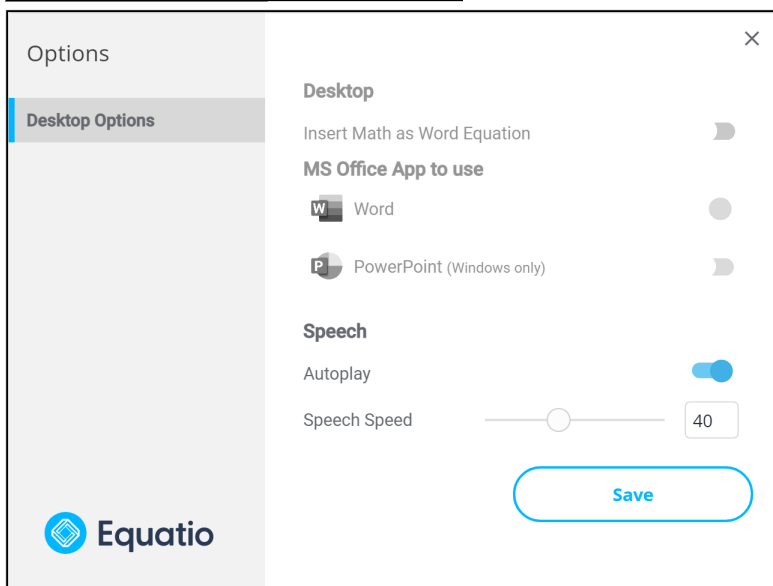 Options
Desktop Options
Desktop
Insert Math as Word Equation
MS Office App to use
W Word
P PowerPoint (Windows only)
Speech
Autoplay
Speech Speed 40
Save
Equatio